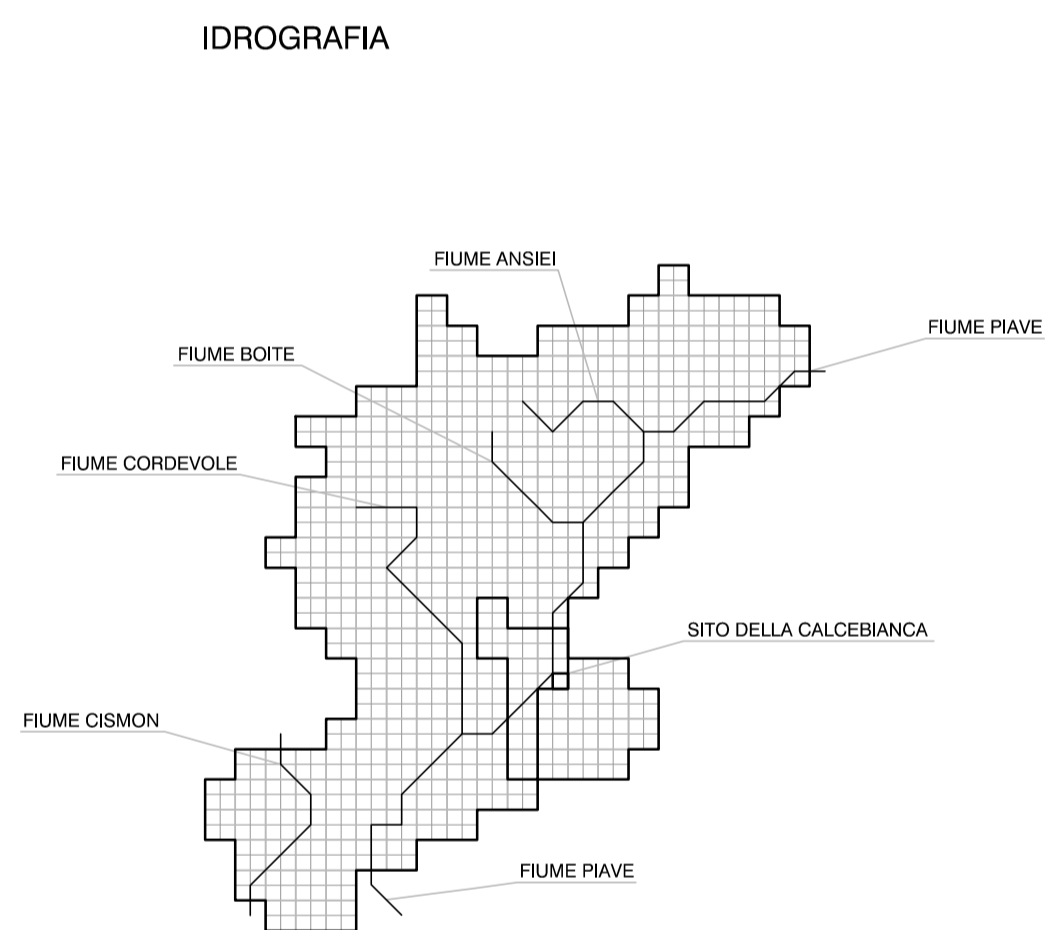 IDROGRAFIA
FIUME ANSIEI
FIUME PIAVE
FIUME BOITE
FIUME CORDEVOLE
SITO DELLA CALCEBIANCA
FIUME CISMON
FIUME PIAVE